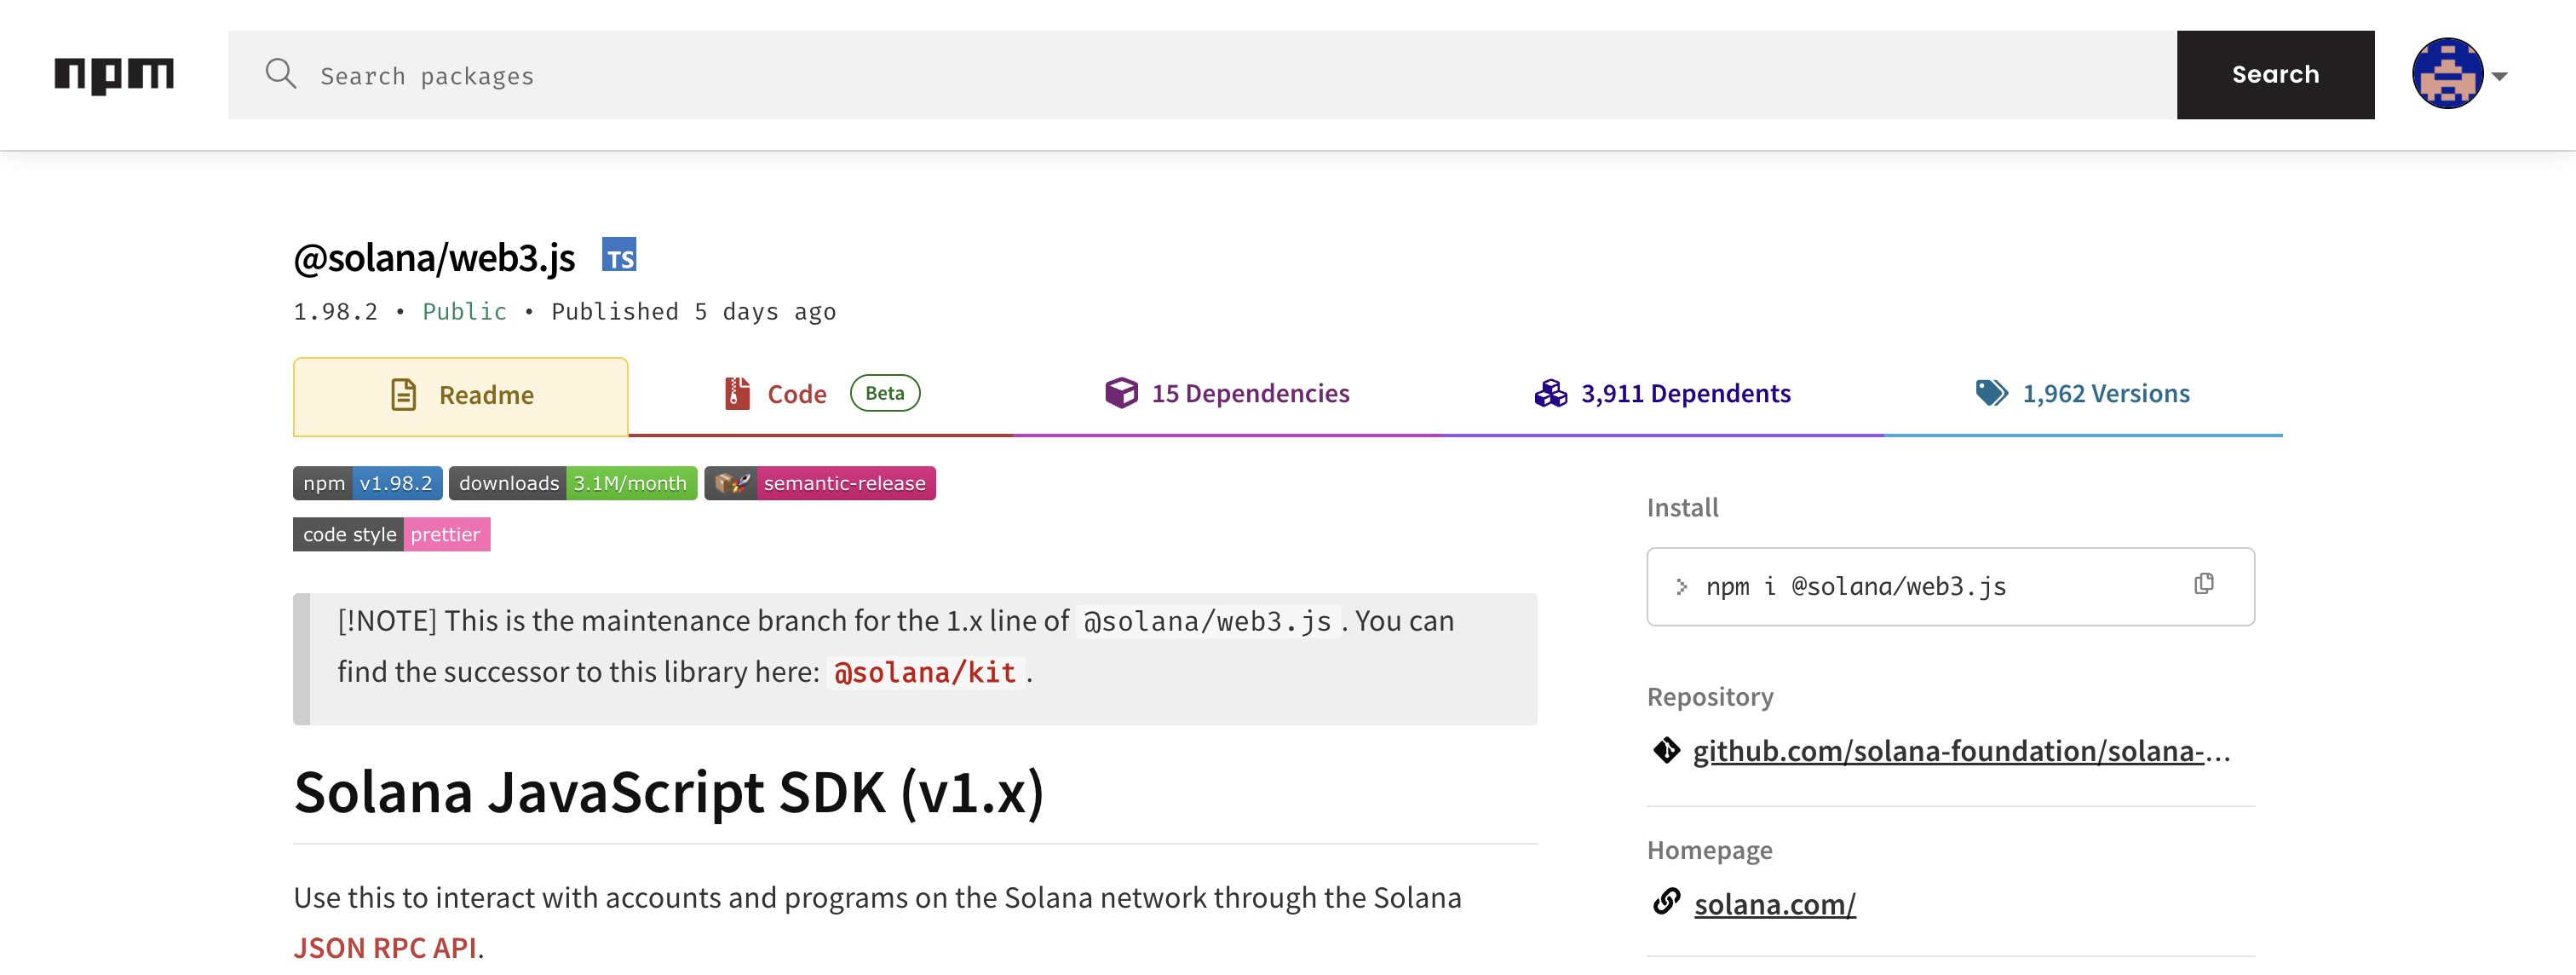 npm
Search packages
Search
@solana/web3.js TS
1.98.2 • Public • Published 5 days ago
Readme
Code Beta
15 Dependencies
3,911 Dependents
1,962 Versions
npm v1.98.2 downloads 3.1M/month 📦🚀 semantic-release
code style prettier
[!NOTE] This is the maintenance branch for the 1.x line of @solana/web3.js. You can
find the successor to this library here: @solana/kit.
Solana JavaScript SDK (v1.x)
Use this to interact with accounts and programs on the Solana network through the Solana
JSON RPC API.
Install
npm i @solana/web3.js
Repository
github.com/solana-foundation/solana-...
Homepage
solana.com/